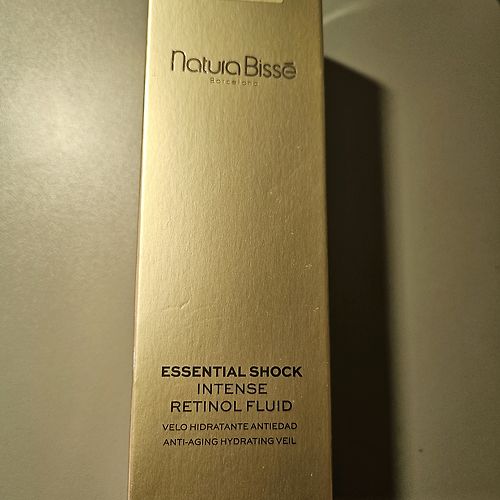 Natura Bissé
Barcelona
ESSENTIAL SHOCK
INTENSE
RETINOL FLUID
VELO HIDRATANTE ANTIEDAD
ANTI-AGING HYDRATING VEIL